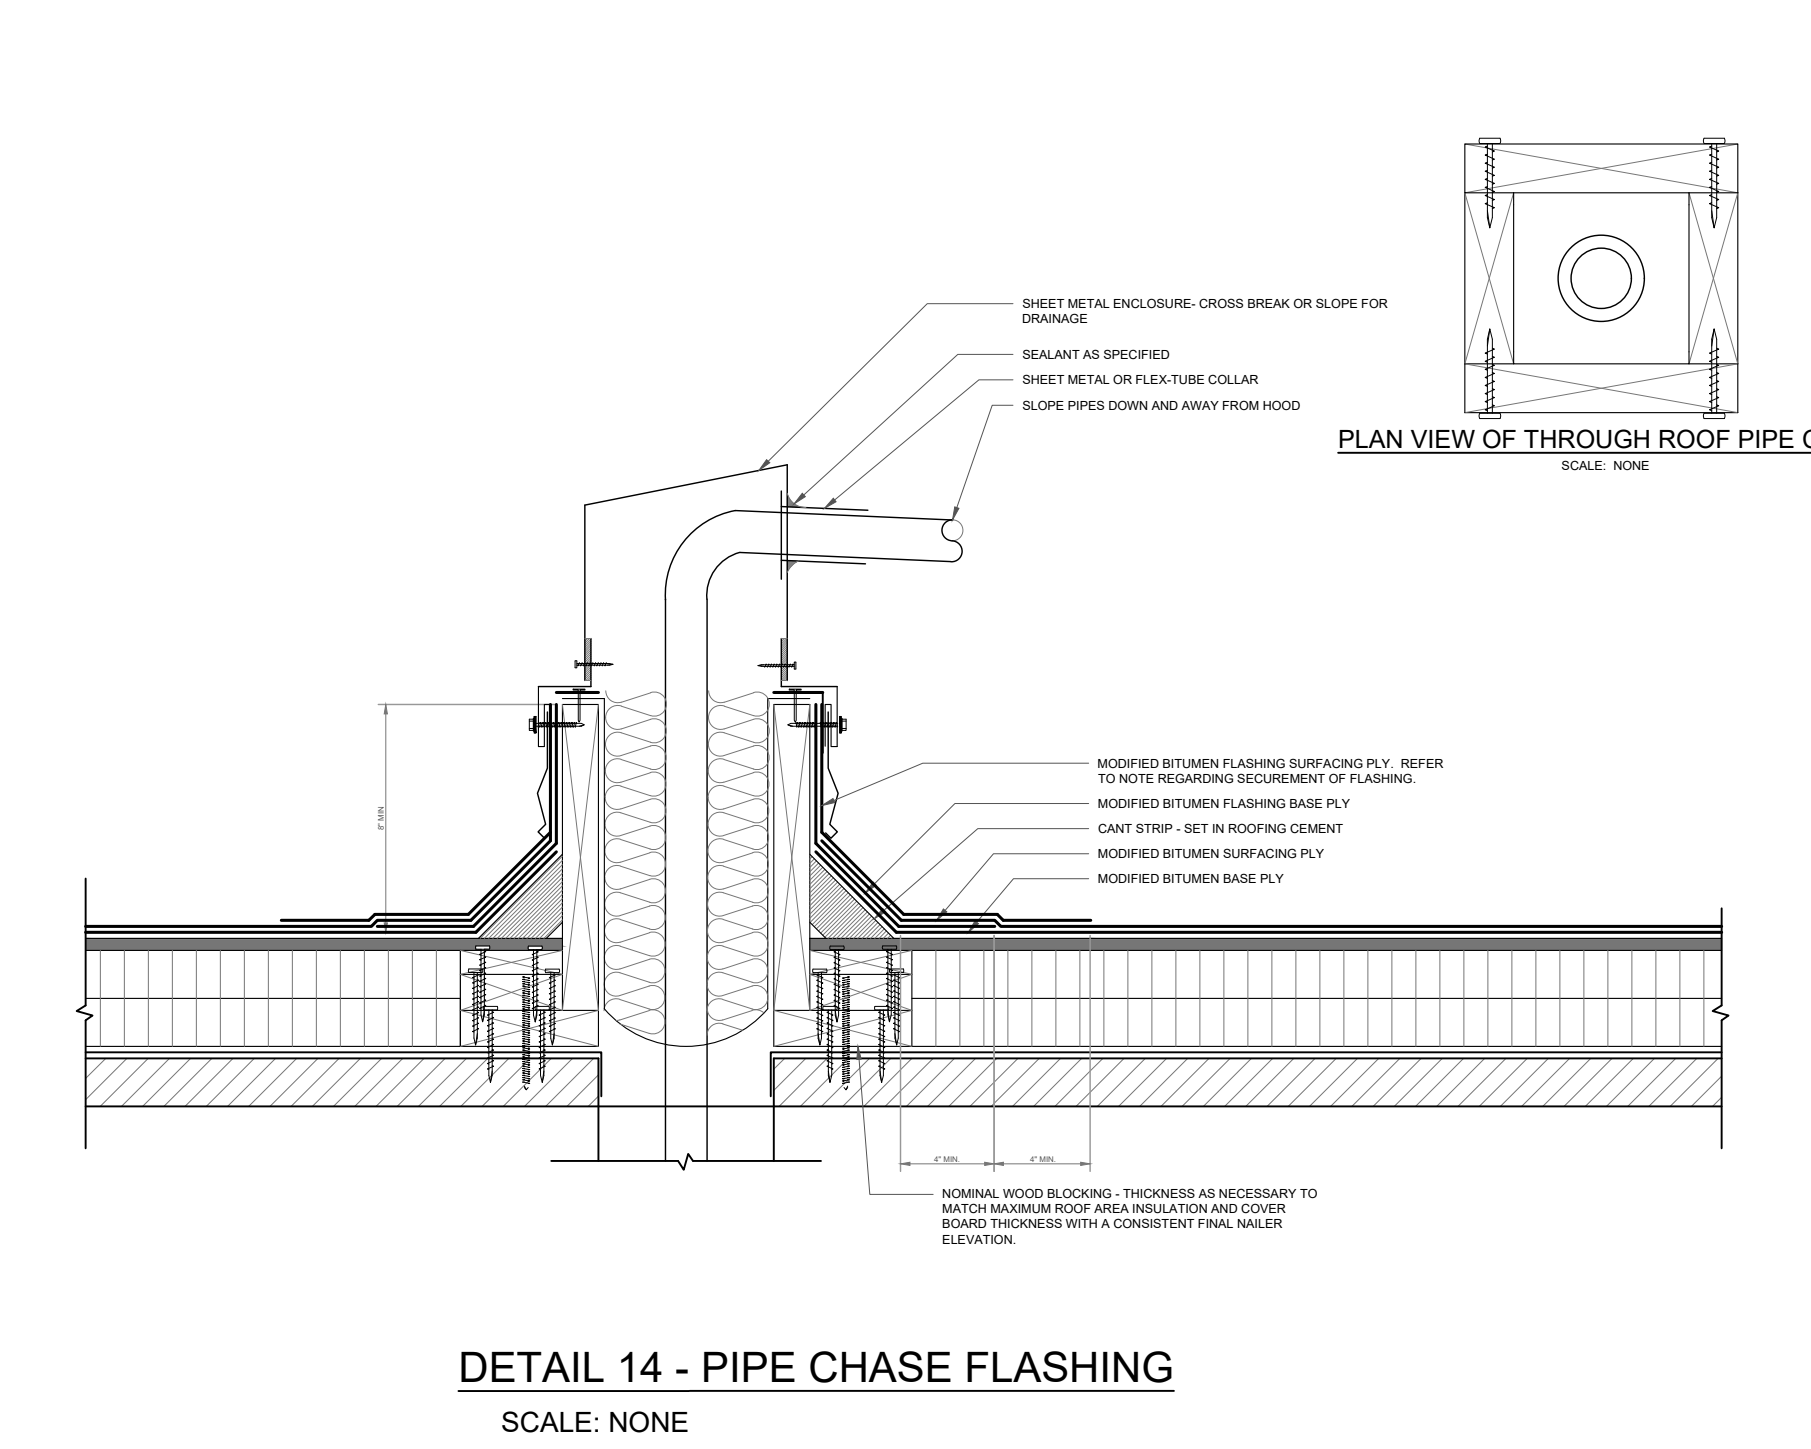 PLAN VIEW OF THROUGH ROOF PIPE
SCALE: NONE
SHEET METAL ENCLOSURE- CROSS BREAK OR SLOPE FOR
DRAINAGE
SEALANT AS SPECIFIED
SHEET METAL OR FLEX-TUBE COLLAR
SLOPE PIPES DOWN AND AWAY FROM HOOD
8" MIN
MODIFIED BITUMEN FLASHING SURFACING PLY. REFER
TO NOTE REGARDING SECUREMENT OF FLASHING.
MODIFIED BITUMEN FLASHING BASE PLY
CANT STRIP - SET IN ROOFING CEMENT
MODIFIED BITUMEN SURFACING PLY
MODIFIED BITUMEN BASE PLY
4" MIN.
4" MIN.
NOMINAL WOOD BLOCKING - THICKNESS AS NECESSARY TO
MATCH MAXIMUM ROOF AREA INSULATION AND COVER
BOARD THICKNESS WITH A CONSISTENT FINAL NAILER
ELEVATION.
DETAIL 14 - PIPE CHASE FLASHING
SCALE: NONE